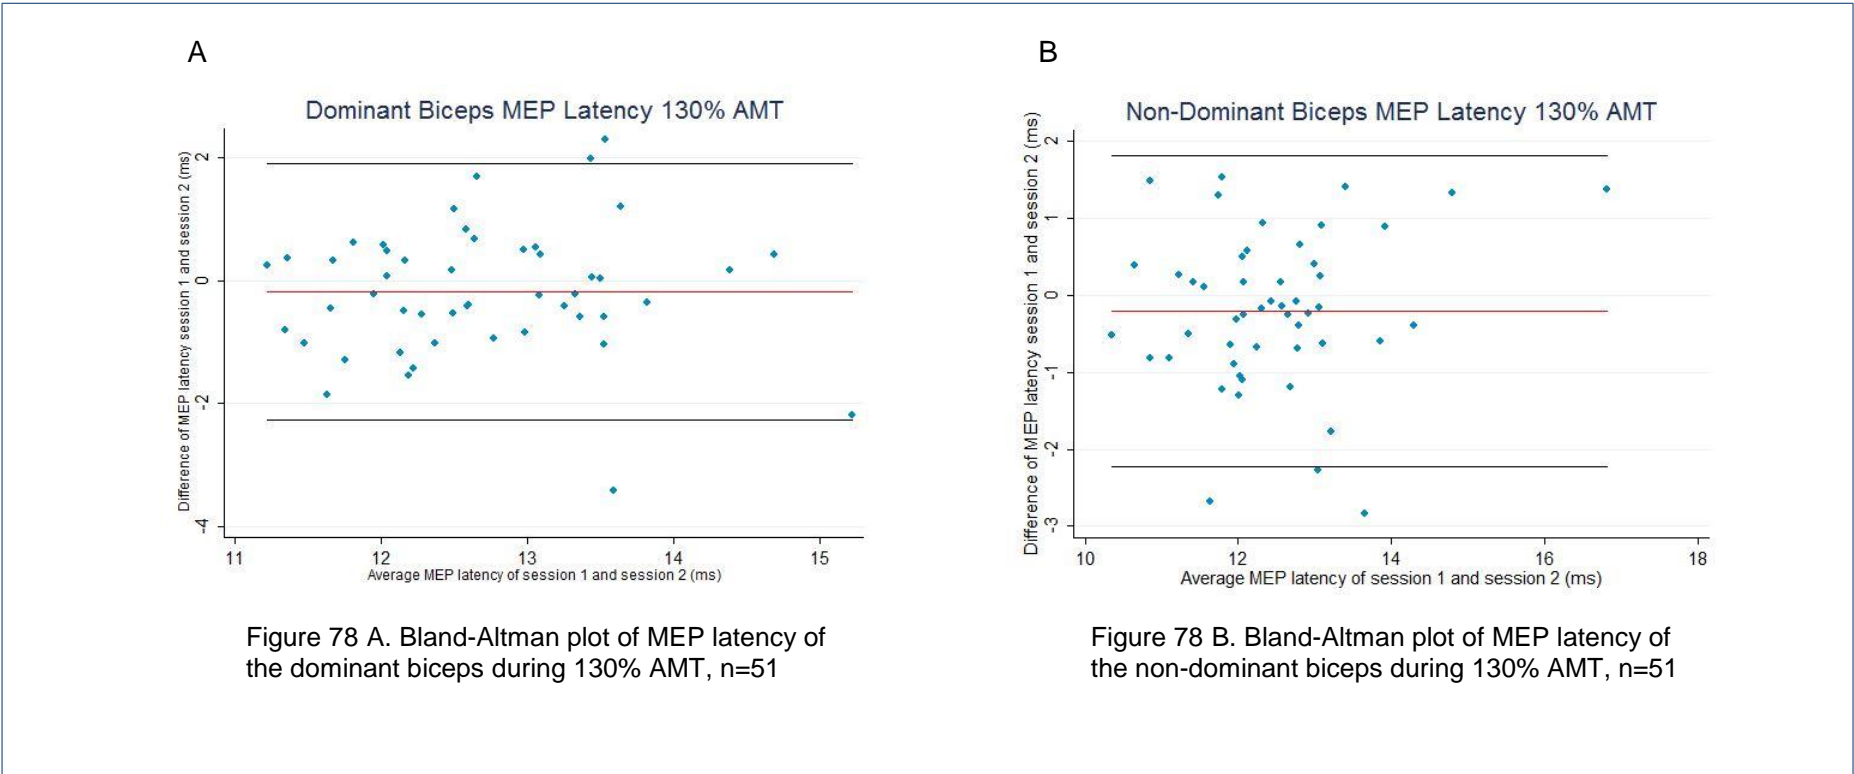 A
Dominant Biceps MEP Latency 130% AMT
Difference of MEP latency session 1 and session 2 (ms)
2
0
-2
-4
11 12 13 14 15
Average MEP latency of session 1 and session 2 (ms)
Figure 78 A. Bland-Altman plot of MEP latency of
the dominant biceps during 130% AMT, n=51
B
Non-Dominant Biceps MEP Latency 130% AMT
Difference of MEP latency session 1 and session 2 (ms)
2
1
0
-1
-2
-3
10 12 14 16 18
Average MEP latency of session 1 and session 2 (ms)
Figure 78 B. Bland-Altman plot of MEP latency of
the non-dominant biceps during 130% AMT, n=51